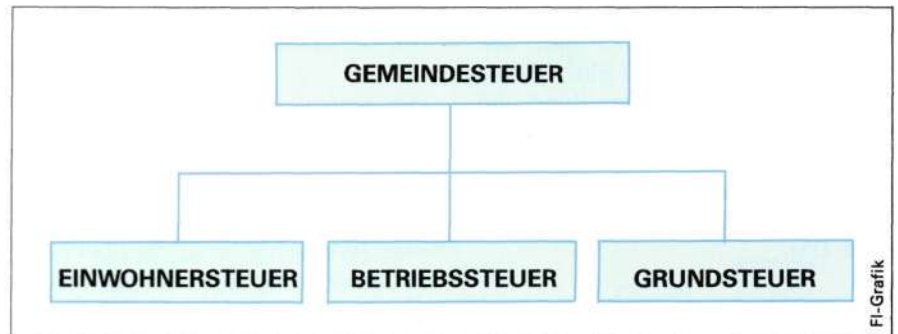 GEMEINDESTEUER
EINWOHNERSTEUER
BETRIEBSSTEUER
GRUNDSTEUER
FI-Grafik